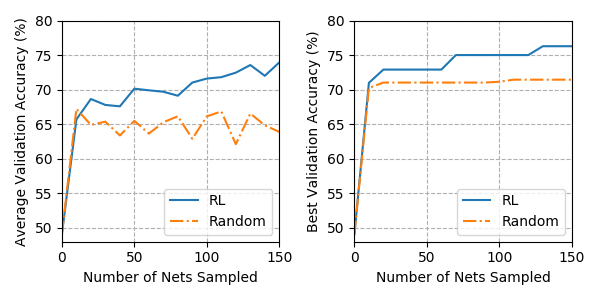 80
75
70
65
60
55
50
Average Validation Accuracy (%)
0
50
100
150
Number of Nets Sampled
RL
Random
80
75
70
65
60
55
50
Best Validation Accuracy (%)
0
50
100
150
Number of Nets Sampled
RL
Random